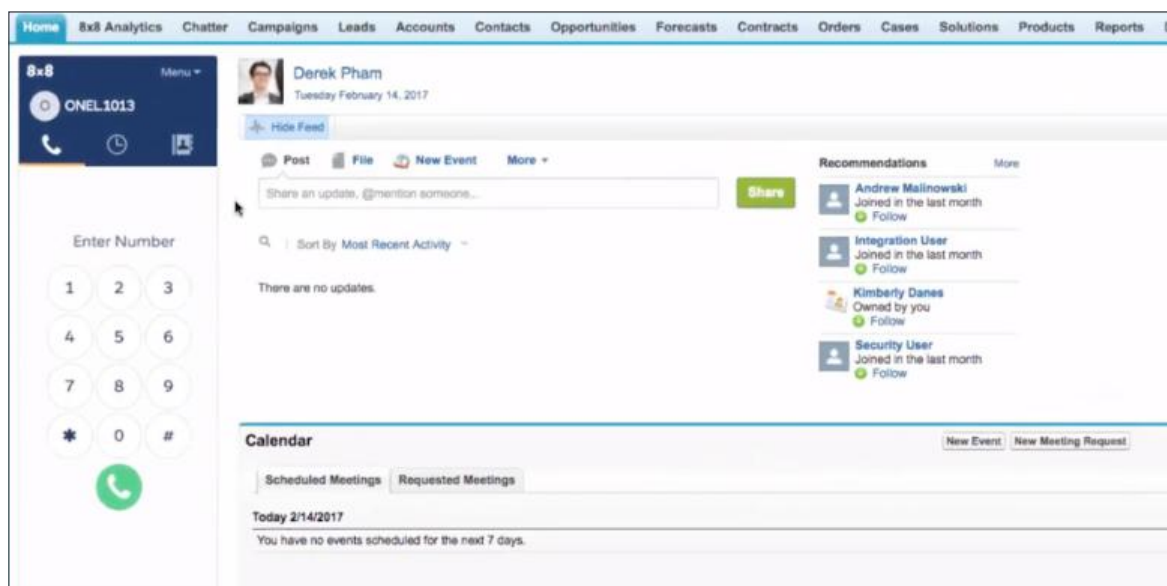 Home 8x8 Analytics Chatter Campaigns Leads Accounts Contacts Opportunities Forecasts Contracts Orders Cases Solutions Products Reports
8x8 Menu
O ONEL1013
Enter Number
1 2 3
4 5 6
7 8 9
* 0 #
Derek Pham
Tuesday February 14, 2017
Hide Feed
Post File New Event More
Share an update, @mention someone...
Share
Sort By Most Recent Activity
There are no updates.
Recommendations More
Andrew Malinowski
Joined in the last month
Follow
Integration User
Joined in the last month
Follow
Kimberly Danes
Owned by you
Follow
Security User
Joined in the last month
Follow
Calendar
New Event New Meeting Request
Scheduled Meetings Requested Meetings
Today 2/14/2017
You have no events scheduled for the next 7 days.